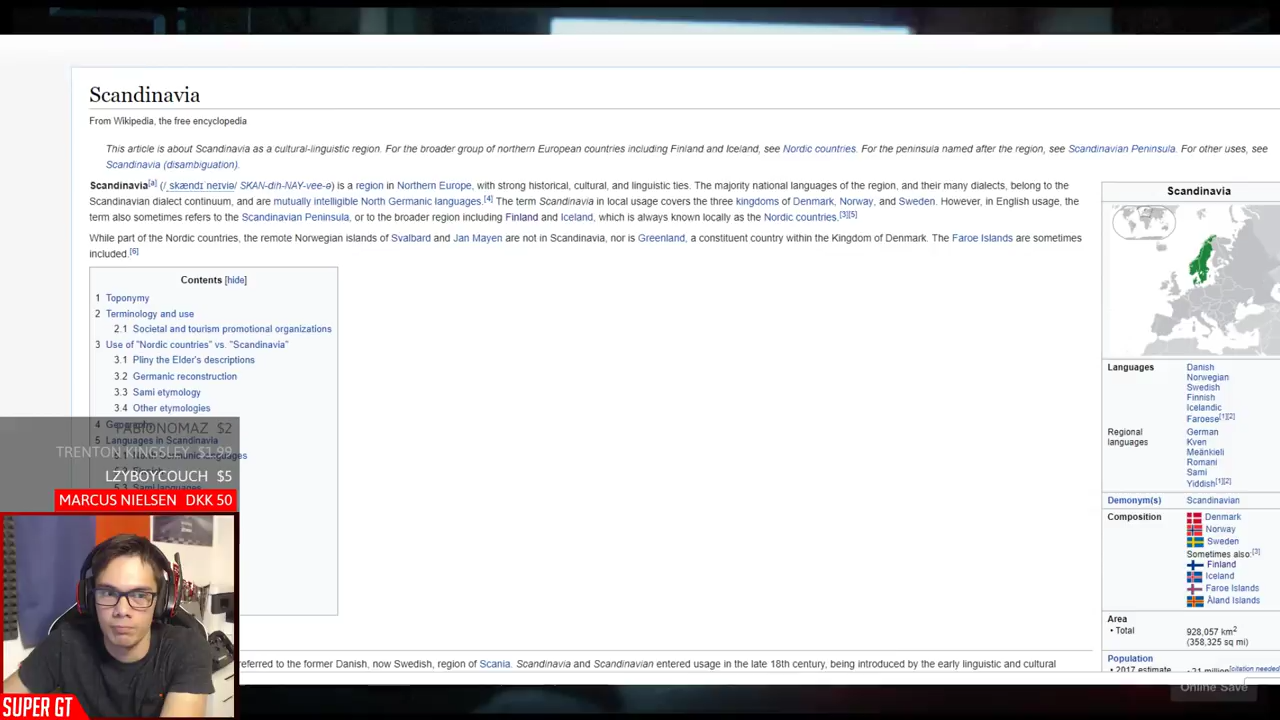 Scandinavia
From Wikipedia, the free encyclopedia
This article is about Scandinavia as a cultural-linguistic region. For the broader group of northern European countries including Finland and Iceland, see Nordic countries. For the peninsula named after the region, see Scandinavian Peninsula. For other uses, see
Scandinavia (disambiguation).
Scandinavia[a] (/ˌskændɪˈneɪviə/ SKAN-dih-NAY-vee-ə) is a region in Northern Europe, with strong historical, cultural, and linguistic ties. The majority national languages of the region, and their many dialects, belong to the
Scandinavian dialect continuum, and are mutually intelligible North Germanic languages.[4] The term Scandinavia in local usage covers the three kingdoms of Denmark, Norway, and Sweden. However, in English usage, the
term also sometimes refers to the Scandinavian Peninsula, or to the broader region including Finland and Iceland, which is always known locally as the Nordic countries.[3][5]
While part of the Nordic countries, the remote Norwegian islands of Svalbard and Jan Mayen are not in Scandinavia, nor is Greenland, a constituent country within the Kingdom of Denmark. The Faroe Islands are sometimes
included.[6]
Contents [hide]
1 Toponymy
2 Terminology and use
2.1 Societal and tourism promotional organizations
3 Use of "Nordic countries" vs. "Scandinavia"
3.1 Pliny the Elder's descriptions
3.2 Germanic reconstruction
3.3 Sami etymology
3.4 Other etymologies
4 Geography
5 Languages in Scandinavia
FABIONOMAZ $2
TRENTON KINGSLEY $1.99
LZYBOYCOUCH $5
MARCUS NIELSEN DKK 50
SUPER GT
referred to the former Danish, now Swedish, region of Scania. Scandinavia and Scandinavian entered usage in the late 18th century, being introduced by the early linguistic and cultural
Scandinavia
Languages
Danish
Norwegian
Swedish
Finnish
Icelandic
Faroese[1][2]
Regional languages
German
Kven
Meänkieli
Romani
Sami
Yiddish[1][2]
Demonym(s) Scandinavian
Composition
Denmark
Norway
Sweden
Sometimes also:[3]
Finland
Iceland
Faroe Islands
Åland Islands
Area
• Total 928,057 km2
(358,325 sq mi)
Population
• 2017 estimate ~21 million[citation needed]
Online Save